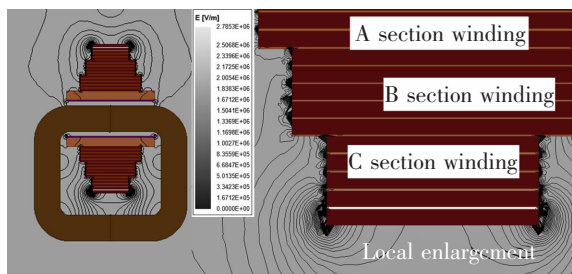 E [V/m]
2.7853E+06
2.5068E+06
2.3396E+06
2.1725E+06
2.0054E+06
1.8383E+06
1.6712E+06
1.5041E+06
1.3369E+06
1.1698E+06
1.0027E+06
8.3559E+05
6.6847E+05
5.0135E+05
3.3423E+05
1.6712E+05
0.0000E+00
A section winding
B section winding
C section winding
Local enlargement